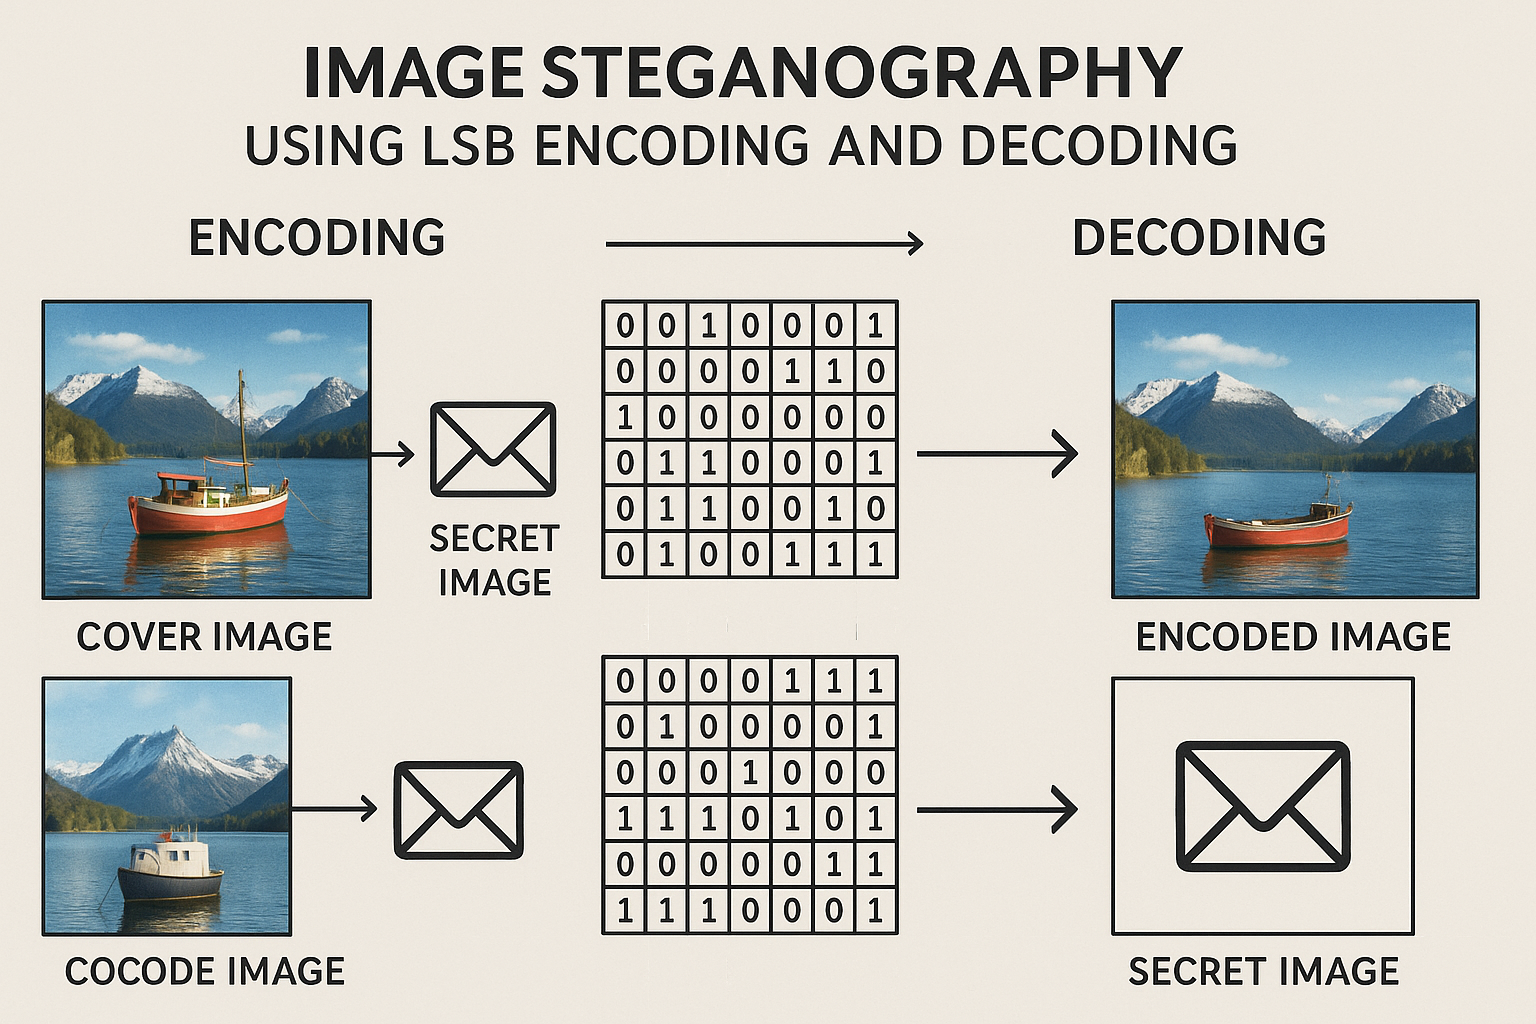 IMAGE STEGANOGRAPHY
USING LSB ENCODING AND DECODING
ENCODING
DECODING
0 0 1 0 0 0 1
0 0 0 0 1 1 0
1 0 0 0 0 0 0
0 1 1 0 0 0 1
0 1 1 0 0 1 0
0 1 0 0 1 1 1
SECRET
IMAGE
COVER IMAGE
ENCODED IMAGE
0 0 0 0 1 1 1
0 1 0 0 0 0 1
0 0 0 1 0 0 0
1 1 1 0 1 0 1
0 0 0 0 0 1 1
1 1 1 0 0 0 1
COCODE IMAGE
SECRET IMAGE